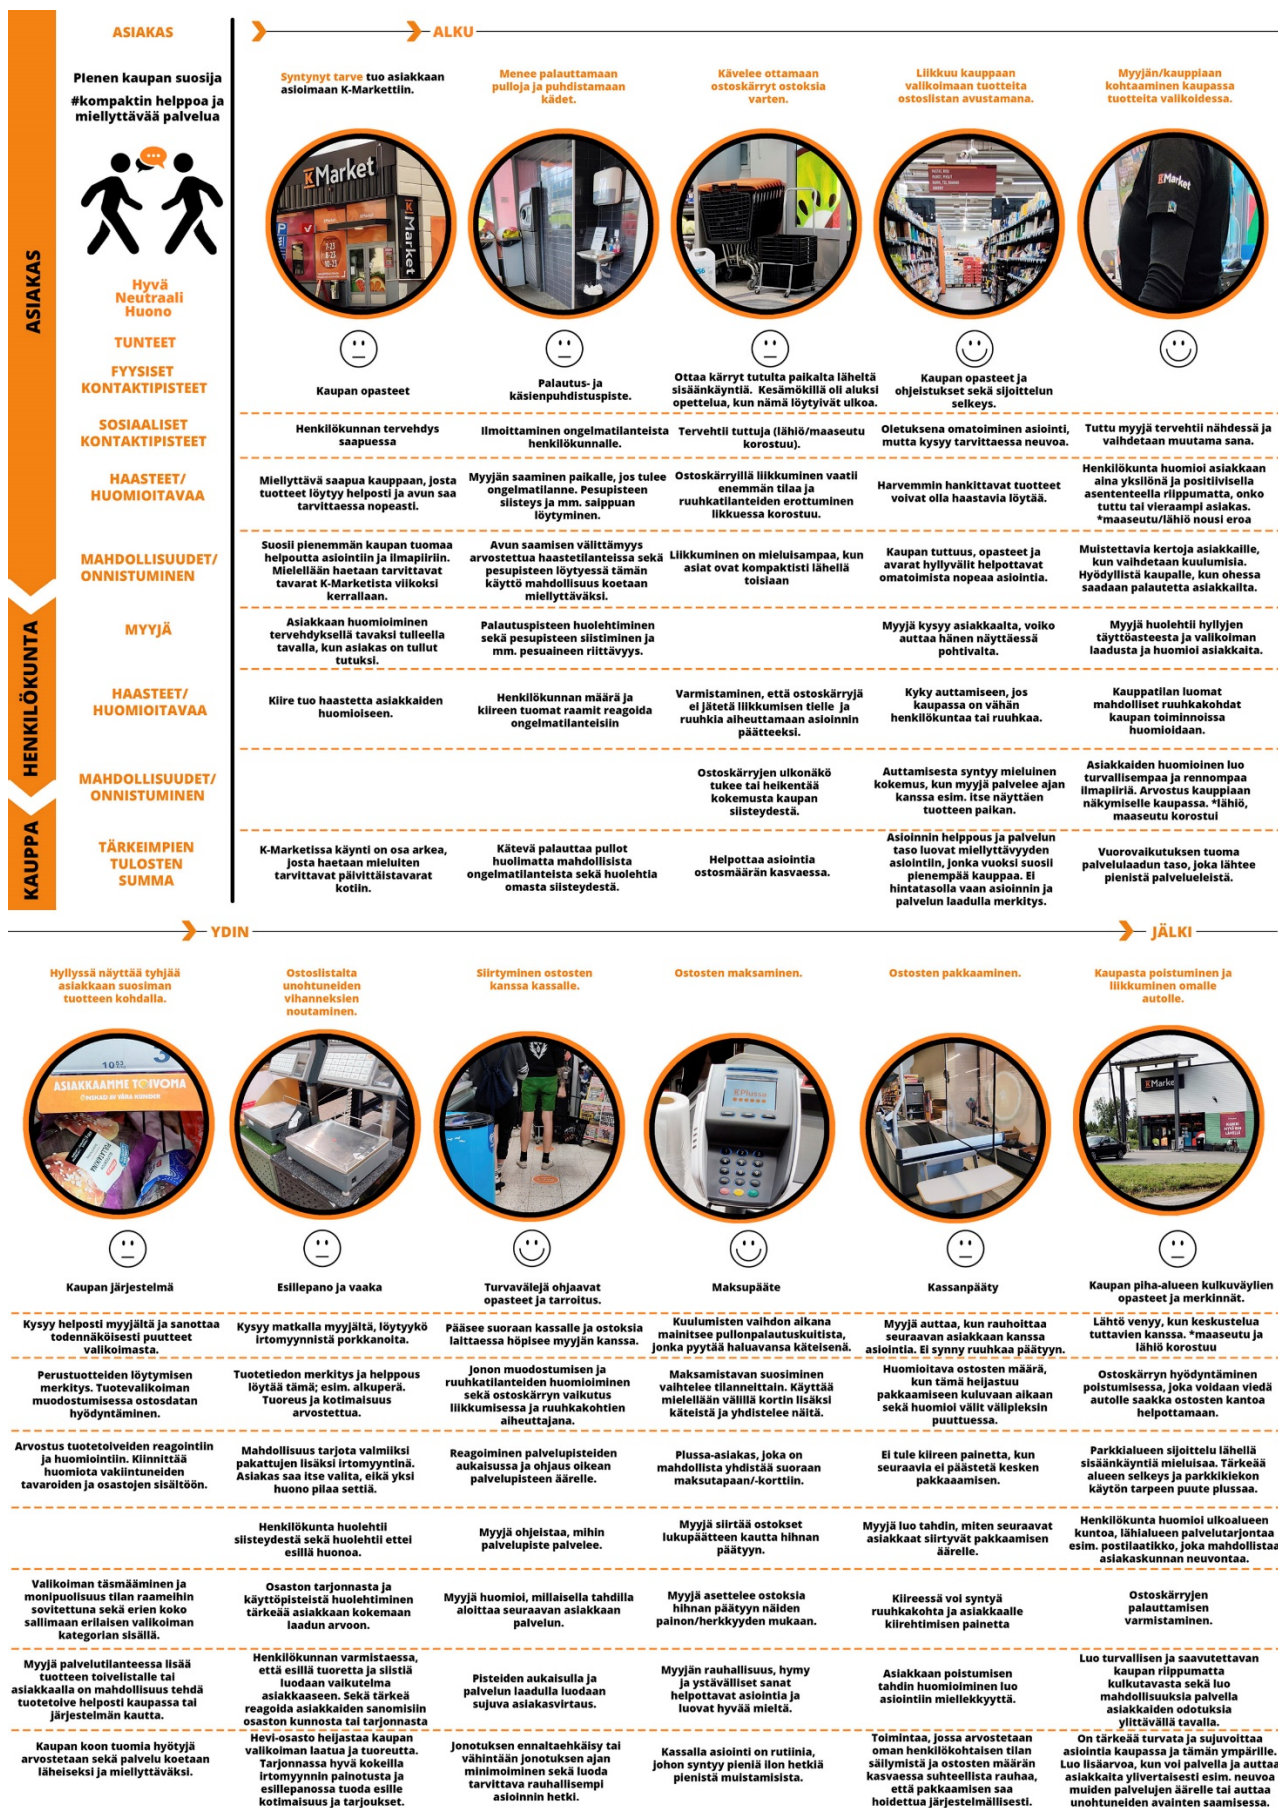 ASIAKAS
ALKU
Pienen kaupan suosija
#kompaktin helppoa ja
miellyttävää palvelua
Syntynyt tarve tuo asiakkaan
asioimaan K-Markettiin.
Menee palauttamaan
pulloja ja puhdistamaan
kädet.
Kävelee ottamaan
ostoskärryt ostoksia
varten.
Liikkuu kauppaan
valikoimaan tuotteita
ostoslistan avustamana.
Myyjän/kauppiaan
kohtaaminen kaupassa
tuotteita valikoidessa.
K Market
K Market
7-23
8-23
10-23
K Market
ASIAKAS
HENKILÖKUNTA
KAUPPA
Hyvä
Neutraali
Huono
TUNTEET
FYYSISET
KONTAKTIPISTEET
Kaupan opasteet
Palautus- ja
käsienpuhdistuspiste.
Ottaa kärryt tutulta paikalta läheltä
sisäänkäyntiä. Kesämökillä oli aluksi
opettelua, kun nämä löytyivät ulkoa.
Kaupan opasteet ja
ohjeistukset sekä sijoittelun
selkeys.
SOSIAALISET
KONTAKTIPISTEET
Henkilökunnan tervehdys
saapuessa
Ilmoittaminen ongelmatilanteista
henkilökunnalle.
Tervehtii tuttuja (lähiö/maaseutu
korostuu).
Oletuksena omatoiminen asiointi,
mutta kysyy tarvittaessa neuvoa.
Tuttu myyjä tervehtii nähdessä ja
vaihdetaan muutama sana.
HAASTEET/
HUOMIOITAVAA
Miellyttävä saapua kauppaan, josta
tuotteet löytyy helposti ja avun saa
tarvittaessa nopeasti.
Myyjän saaminen paikalle, jos tulee
ongelmatilanne. Pesupisteen
siisteys ja mm. saippuan
löytyminen.
Ostoskärryillä liikkuminen vaatii
enemmän tilaa ja
ruuhkatilanteiden erottuminen
likkuessa korostuu.
Harvemmin hankittavat tuotteet
voivat olla haastavia löytää.
Henkilökunta huomioi asiakkaan
aina yksilönä ja positiivisella
asententeella riippumatta, onko
tuttu tai vieraampi asiakas.
*maaseutu/lähiö nousi eroa
MAHDOLLISUUDET/
ONNISTUMINEN
Suosii pienemmän kaupan tuomaa
helpoutta asiointiin ja ilmapiiriin.
Mielellään haetaan tarvittavat
tavarat K-Marketista viikoksi
kerrallaan.
Avun saamisen välittämyys
arvostettua haastetilanteissa sekä
pesupisteen löytyessä tämän
käyttö mahdollisuus koetaan
miellyttäväksi.
Liikkuminen on mieluisampaa, kun
asiat ovat kompaktisti lähellä
toisiaan
Kaupan tuttuus, opasteet ja
avarat hyllyvälit helpottavat
omatoimista nopeaa asiointia.
Muistettavia kertoja asiakkaille,
kun vaihdetaan kuulumisia.
Hyödyllistä kaupalle, kun ohessa
saadaan palautetta asiakkailta.
MYYJÄ
Asiakkaan huomioiminen
tervehdyksellä tavaksi tulleella
tavalla, kun asiakas on tullut
tutuksi.
Palautuspisteen huolehtiminen
sekä pesupisteen siistiminen ja
mm. pesuaineen riittävyys.
Myyjä kysyy asiakkaalta, voiko
auttaa hänen näyttäessä
pohtivalta.
Myyjä huolehtii hyllyjen
täyttöasteesta ja valikoiman
laadusta ja huomioi asiakkaita.
HAASTEET/
HUOMIOITAVAA
Kiire tuo haastetta asiakkaiden
huomioiseen.
Henkilökunnan määrä ja
kiireen tuomat raamit reagoida
ongelmatilanteisiin
Varmistaminen, että ostoskärryjä
ei jätetä liikkumisen tielle ja
ruuhkia aiheuttamaan asioinnin
päätteeksi.
Kyky auttamiseen, jos
kaupassa on vähän
henkilökuntaa tai ruuhkaa.
Kauppatilan luomat
mahdolliset ruuhkakohdat
kaupan toiminnoissa
huomioidaan.
MAHDOLLISUUDET/
ONNISTUMINEN
Ostoskärryjen ulkonäkö
tukee tai heikentää
kokemusta kaupan
siisteydestä.
Auttamisesta syntyy mieluinen
kokemus, kun myyjä palvelee ajan
kanssa esim. itse näyttäen
tuotteen paikan.
Asiakkaiden huomioinen luo
turvallisempaa ja rennompaa
ilmapiiriä. Arvostus kauppiaan
näkymiselle kaupassa. *lähiö,
maaseutu korostui
TÄRKEIMPIEN
TULOSTEN
SUMMA
K-Marketissa käynti on osa arkea,
josta haetaan mieluiten
tarvittavat päivittäistavarat
kotiin.
Kätevä palauttaa pullot
huolimatta mahdollisista
ongelmatilanteista sekä huolehtia
omasta siisteydestä.
Helpottaa asiointia
ostosmäärän kasvaessa.
Asioinnin helppous ja palvelun
taso luovat miellyttävyyden
asiointiin, jonka vuoksi suosii
pienempää kauppaa. Ei
hintatasolla vaan asioinnin ja
palvelun laadulla merkitys.
Vuorovaikutuksen tuoma
palvelulaadun taso, joka lähtee
pienistä palvelueleistä.
YDIN
JÄLKI
Hyllyssä näyttää tyhjää
asiakkaan suosiman
tuotteen kohdalla.
Ostoslistalta
unohtuneiden
vihanneksien
noutaminen.
Siirtyminen ostosten
kanssa kassalle.
Ostosten maksaminen.
Ostosten pakkaaminen.
Kaupasta poistuminen ja
liikkuminen omalle
autolle.
ASIAKKAAMME TOIVOMA
ÖNSKAD AV VÅRA KUNDER
K Plussa
K Market
Kaupan järjestelmä
Esillepano ja vaaka
Turvavälejä ohjaavat
opasteet ja tarroitus.
Maksupääte
Kassanpääty
Kaupan piha-alueen kulkuväylien
opasteet ja merkinnät.
Kysyy helposti myyjältä ja sanottaa
todennäköisesti puutteet
valikoimasta.
Kysyy matkalla myyjältä, löytyykö
irtomyynnistä porkkanoita.
Pääsee suoraan kassalle ja ostoksia
laittaessa höpisee myyjän kanssa.
Kuulumisten vaihdon aikana
mainitsee pullonpalautuskuitista,
jonka pyytää haluavansa käteisenä.
Myyjä auttaa, kun rauhoittaa
seuraavan asiakkaan kanssa
asiointia. Ei synny ruuhkaa päätyyn.
Lähtö venyy, kun keskustelua
tuttavien kanssa. *maaseutu ja
lähiö korostuu
Perustuotteiden löytymisen
merkitys. Tuotevalikoiman
muodostumisessa ostosdatan
hyödyntäminen.
Tuotetiedon merkitys ja helppous
löytää tämä; esim. alkuperä.
Tuoreus ja kotimaisuus
arvostettua.
Jonon muodostumisen ja
ruuhkatilanteiden huomioiminen
sekä ostoskärryn vaikutus
liikkumisessa ja ruuhkakohtien
aiheuttajana.
Maksamistavan suosiminen
vaihtelee tilanneittain. Käyttää
mielellään välillä kortin lisäksi
käteistä ja yhdistelee näitä.
Huomioitava ostosten määrä,
kun tämä heijastuu
pakkaamiseen kuluvaan aikaan
sekä huomioi välit välipleksin
puuttuessa.
Ostoskärryn hyödyntäminen
poistumisessa, joka voidaan viedä
autolle saakka ostosten kantoa
helpottamaan.
Arvostus tuotetoiveiden reagointiin
ja huomiointiin. Kiinnittää
huomiota vakiintuneiden
tavaroiden ja osastojen sisältöön.
Mahdollisuus tarjota valmiiksi
pakattujen lisäksi irtomyyntinä.
Asiakas saa itse valita, eikä yksi
huono pilaa settiä.
Reagoiminen palvelupisteiden
aukaisussa ja ohjaus oikean
palvelupisteen äärelle.
Plussa-asiakas, joka on
mahdollista yhdistää suoraan
maksutapaan/-korttiin.
Ei tule kiireen painetta, kun
seuraavia ei päästetä kesken
pakkaaamisen.
Parkkialueen sijoittelu lähellä
sisäänkäyntiä mieluisaa. Tärkeää
alueen selkeys ja parkkikiekon
käytön tarpeen puute plussaa.
Henkilökunta huolehtii
siisteydestä sekä huolehtii ettei
esillä huonoa.
Myyjä ohjeistaa, mihin
palvelupiste palvelee.
Myyjä siirtää ostokset
lukupäätteen kautta hihnan
päätyyn.
Myyjä luo tahdin, miten seuraavat
asiakkaat siirtyvät pakkaamisen
äärelle.
Henkilökunta huomioi ulkoalueen
kuntoa, lähialueen palvelutarjontaa
esim. postilaatikko, joka mahdollistaa
asiakaskunnan neuvontaa.
Valikoiman täsmääminen ja
monipuolisuus tilan raameihin
sovitettuna sekä erien koko
sallimaan erilaisen valikoiman
kategorian sisällä.
Osaston tarjonnasta ja
käyttöpisteistä huolehtiminen
tärkeää asiakkaan kokemaan
laadun arvoon.
Myyjä huomioi, millaisella tahdilla
aloittaa seuraavan asiakkaan
palvelun.
Myyjä asettelee ostoksia
hihnan päätyyn näiden
painon/herkkyyden mukaan.
Kiireessä voi syntyä
ruuhkakohta ja asiakkaalle
kiirehtimisen painetta
Ostoskärryjen
palauttamisen
varmistaminen.
Myyjä palvelutilanteessa lisää
tuotteen toivelistalle tai
asiakkaalla on mahdollisuus tehdä
tuotetoive helposti kaupassa tai
järjestelmän kautta.
Henkilökunnan varmistaessa,
että esillä tuoretta ja siistiä
luodaan vaikutelma
asiakkaaseen. Sekä tärkeä
reagoida asiakkaiden sanomisiin
osaston kunnosta tai tarjonnasta
Pisteiden aukaisulla ja
palvelun laadulla luodaan
sujuva asiakasvirtaus.
Myyjän rauhallisuus, hymy
ja ystävälliset sanat
helpottavat asiointia ja
luovat hyvää mieltä.
Asiakkaan poistumisen
tahdin huomioiminen luo
asiointiin miellekkyyttä.
Luo turvallisen ja saavutettavan
kaupan riippumatta
kulkutavasta sekä luo
mahdollisuuksia palvella
asiakkaiden odotuksia
ylittävällä tavalla.
Kaupan koon tuomia hyötyjä
arvostetaan sekä palvelu koetaan
läheiseksi ja miellyttäväksi.
Hevi-osasto heljastaa kaupan
valikoiman laatua ja tuoreutta.
Tarjonnassa hyvä kokeilla
irtomyynnin painotusta ja
esillepanossa tuoda esille
kotimaisuus ja tarjoukset.
Jonotuksen ennaltaehkäisy tai
vähintään jonotuksen ajan
minimoiminen sekä luoda
tarvittava rauhallisempi
asioinnin hetki.
Kassalla asiointi on rutiinia,
johon syntyy pieniä ilon hetkiä
pienistä muistamisista.
Toimintaa, jossa arvostetaan
oman henkilökohtaisen tilan
säilymistä ja ostosten määrän
kasvaessa suhteellista rauhaa,
että pakkaamisen saa
hoidettua järjestelmällisesti.
On tärkeää turvata ja sujuvoittaa
asiointia kaupassa ja tämän ympärille.
Luo lisäarvoa, kun voi palvella ja auttaa
asiakkaita ylivertaisesti esim. neuvoa
muiden palvelujen äärelle tai auttaa
unohtuneiden avainten saamisessa.